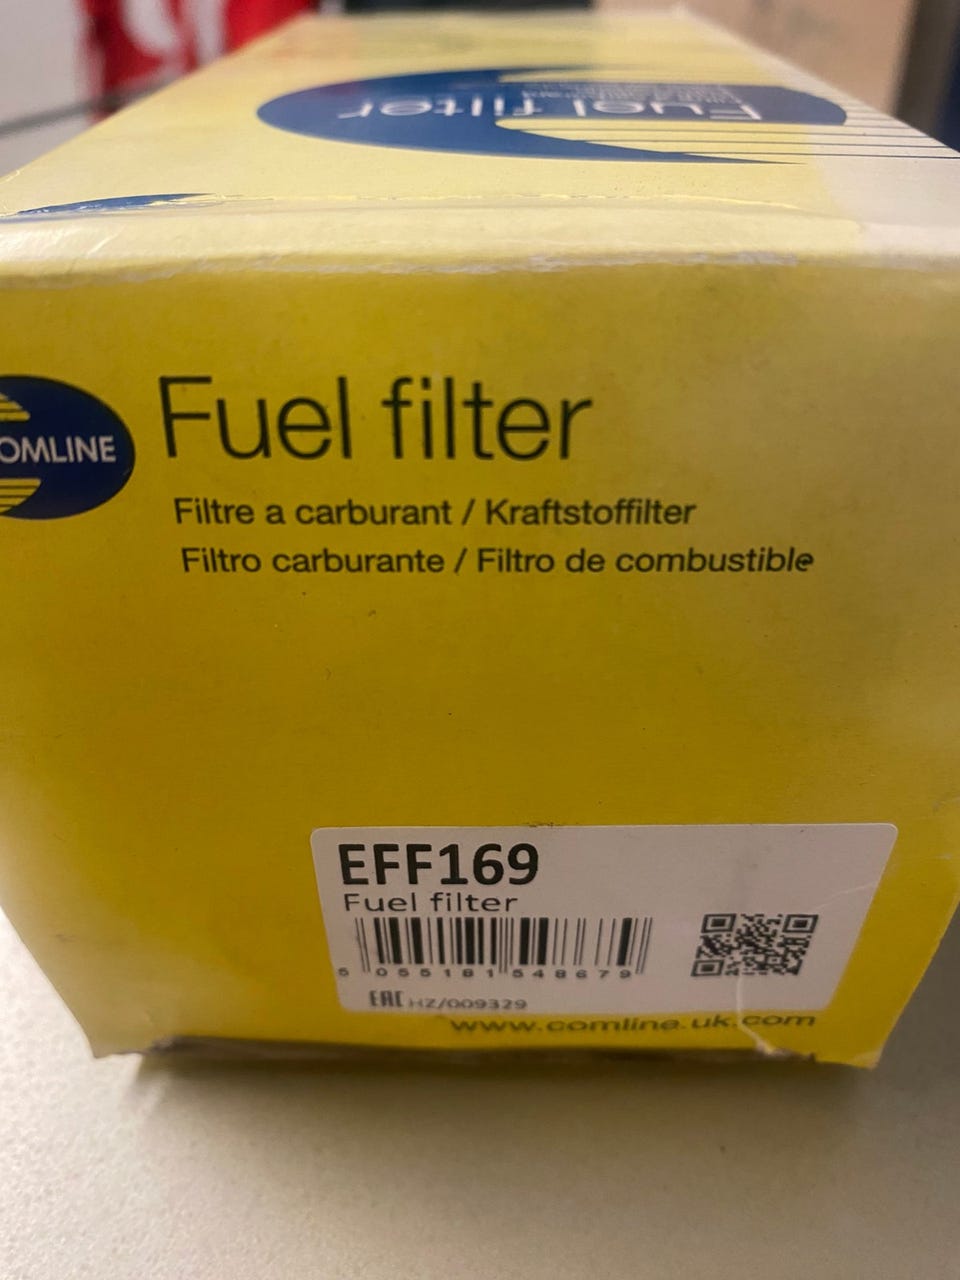 Fuel filter
OMLINE
Fuel filter
Filtre a carburant / Kraftstoffilter
Filtro carburante / Filtro de combustible
EFF169
Fuel filter
5 055181 548679
EAC HZ/009329
www.comline.uk.com